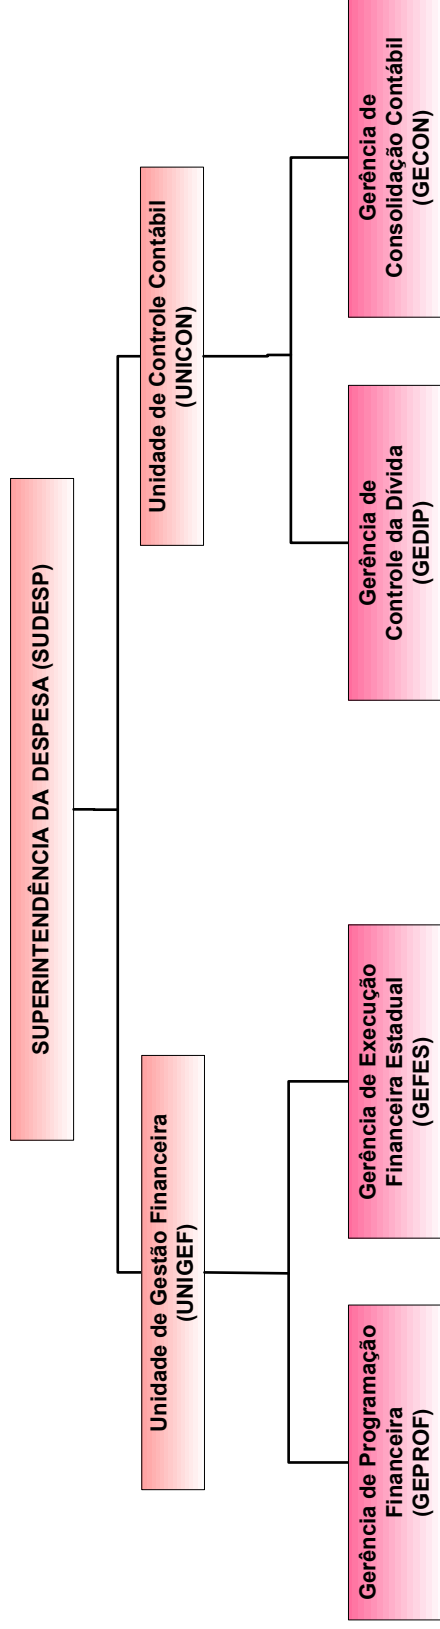 SUPERINTENDÊNCIA DA DESPESA (SUDESP)
Unidade de Gestão Financeira
(UNIGEF)
Unidade de Controle Contábil
(UNICON)
Gerência de Programação
Financeira
(GEPROF)
Gerência de Execução
Financeira Estadual
(GEFES)
Gerência de
Controle da Dívida
(GEDIP)
Gerência de
Consolidação Contábil
(GECON)